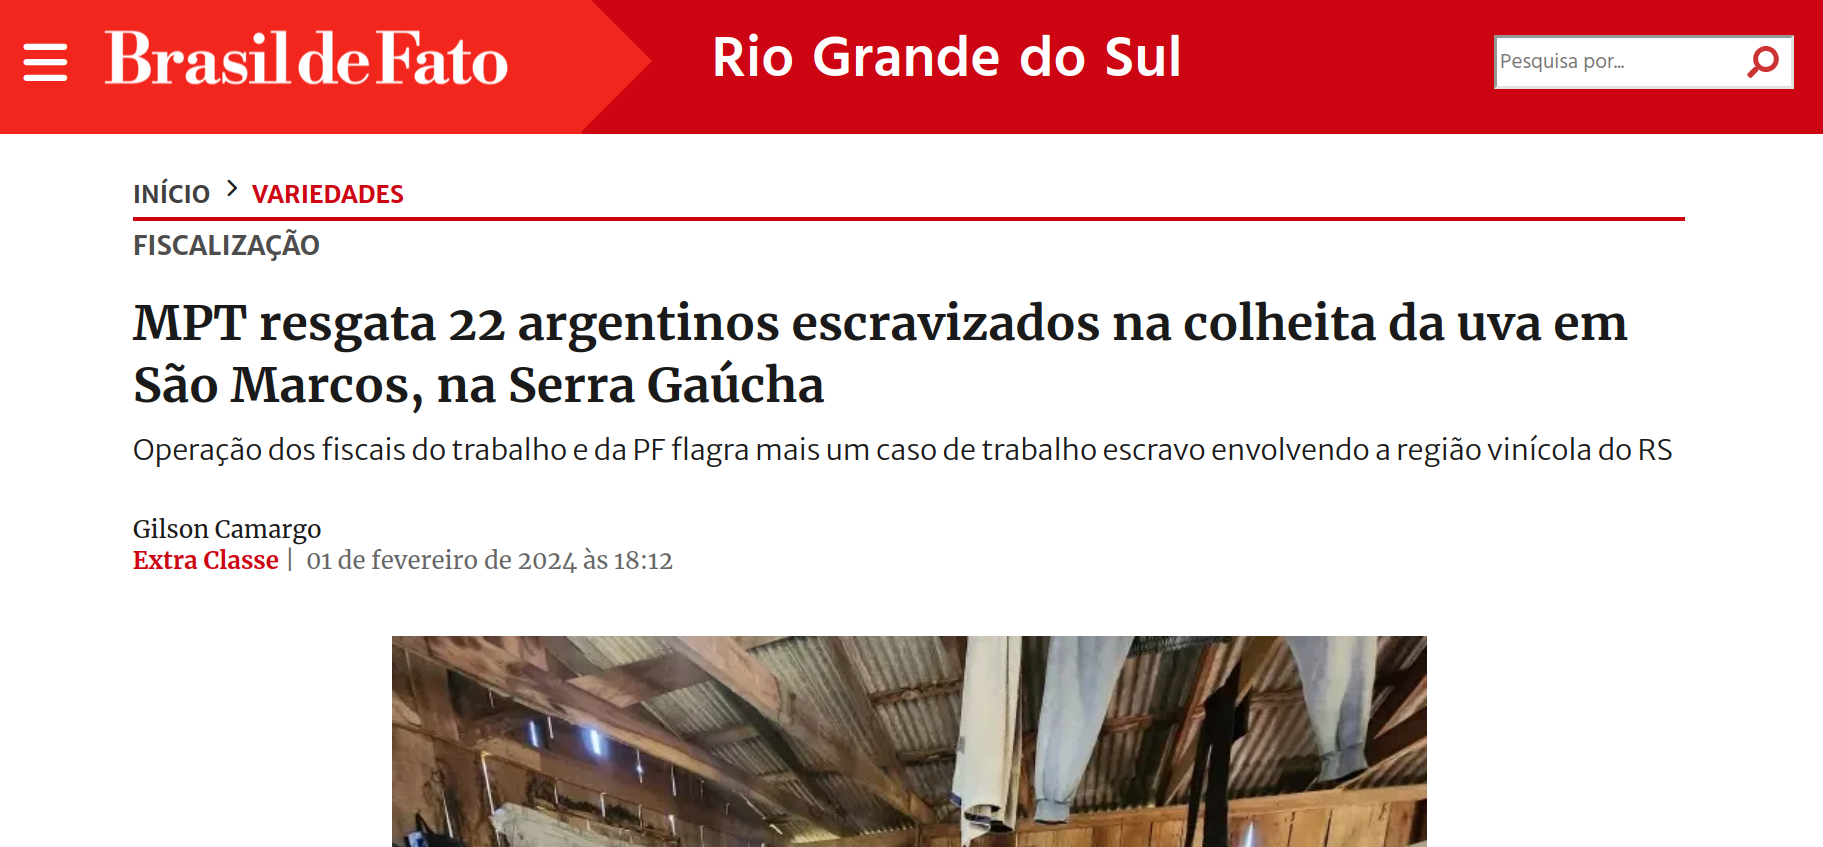 Brasil de Fato
Rio Grande do Sul
Pesquisa por...
INÍCIO > VARIEDADES
FISCALIZAÇÃO
MPT resgata 22 argentinos escravizados na colheita da uva em
São Marcos, na Serra Gaúcha
Operação dos fiscais do trabalho e da PF flagra mais um caso de trabalho escravo envolvendo a região vinícola do RS
Gilson Camargo
Extra Classe | 01 de fevereiro de 2024 às 18:12